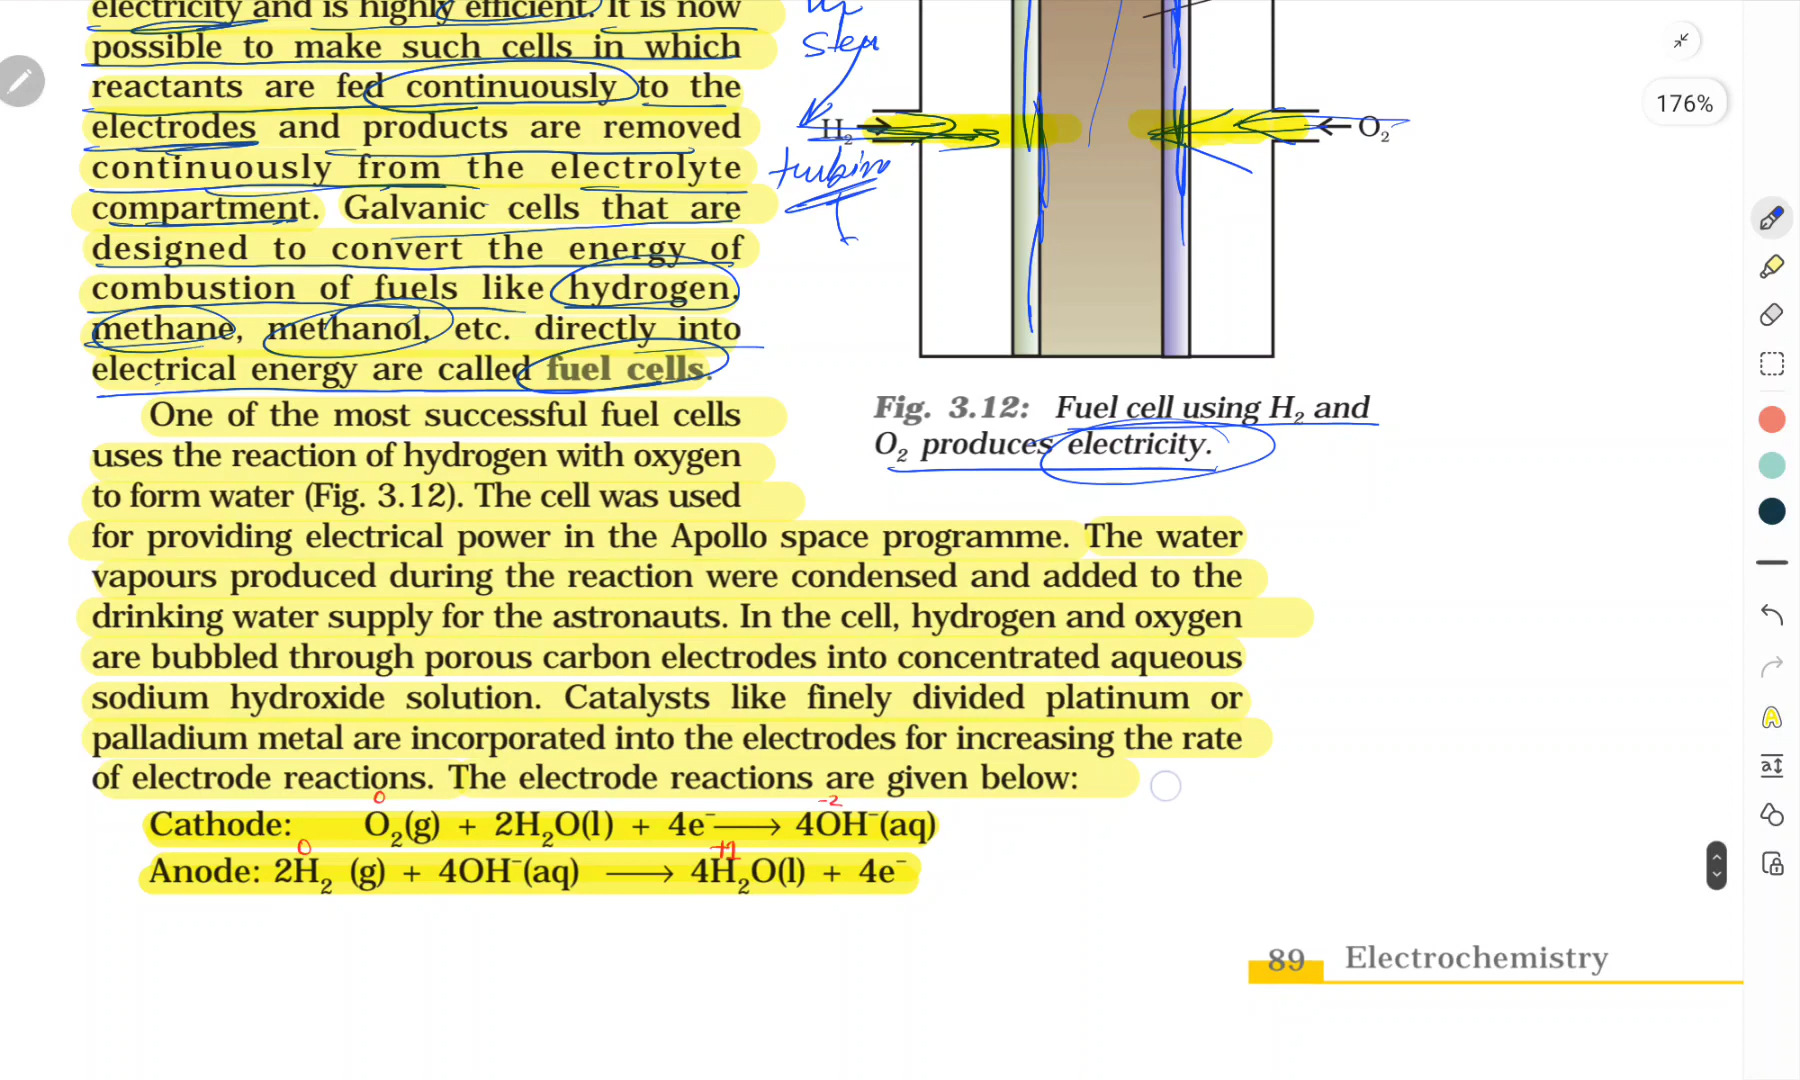 electricity and is highly efficient. It is now
possible to make such cells in which
reactants are fed continuously to the
electrodes and products are removed
continuously from the electrolyte
compartment. Galvanic cells that are
designed to convert the energy of
combustion of fuels like hydrogen,
methane, methanol, etc. directly into
electrical energy are called fuel cells.
One of the most successful fuel cells
uses the reaction of hydrogen with oxygen
to form water (Fig. 3.12). The cell was used
for providing electrical power in the Apollo space programme. The water
vapours produced during the reaction were condensed and added to the
drinking water supply for the astronauts. In the cell, hydrogen and oxygen
are bubbled through porous carbon electrodes into concentrated aqueous
sodium hydroxide solution. Catalysts like finely divided platinum or
palladium metal are incorporated into the electrodes for increasing the rate
of electrode reactions. The electrode reactions are given below:
0 -2
Cathode: O₂(g) + 2H₂O(l) + 4e⁻ ⟶ 4OH⁻(aq)
0 +1
Anode: 2H₂ (g) + 4OH⁻(aq) ⟶ 4H₂O(l) + 4e⁻
H₂
O₂
turbin
Fig. 3.12: Fuel cell using H₂ and
O₂ produces electricity.
176%
89 Electrochemistry